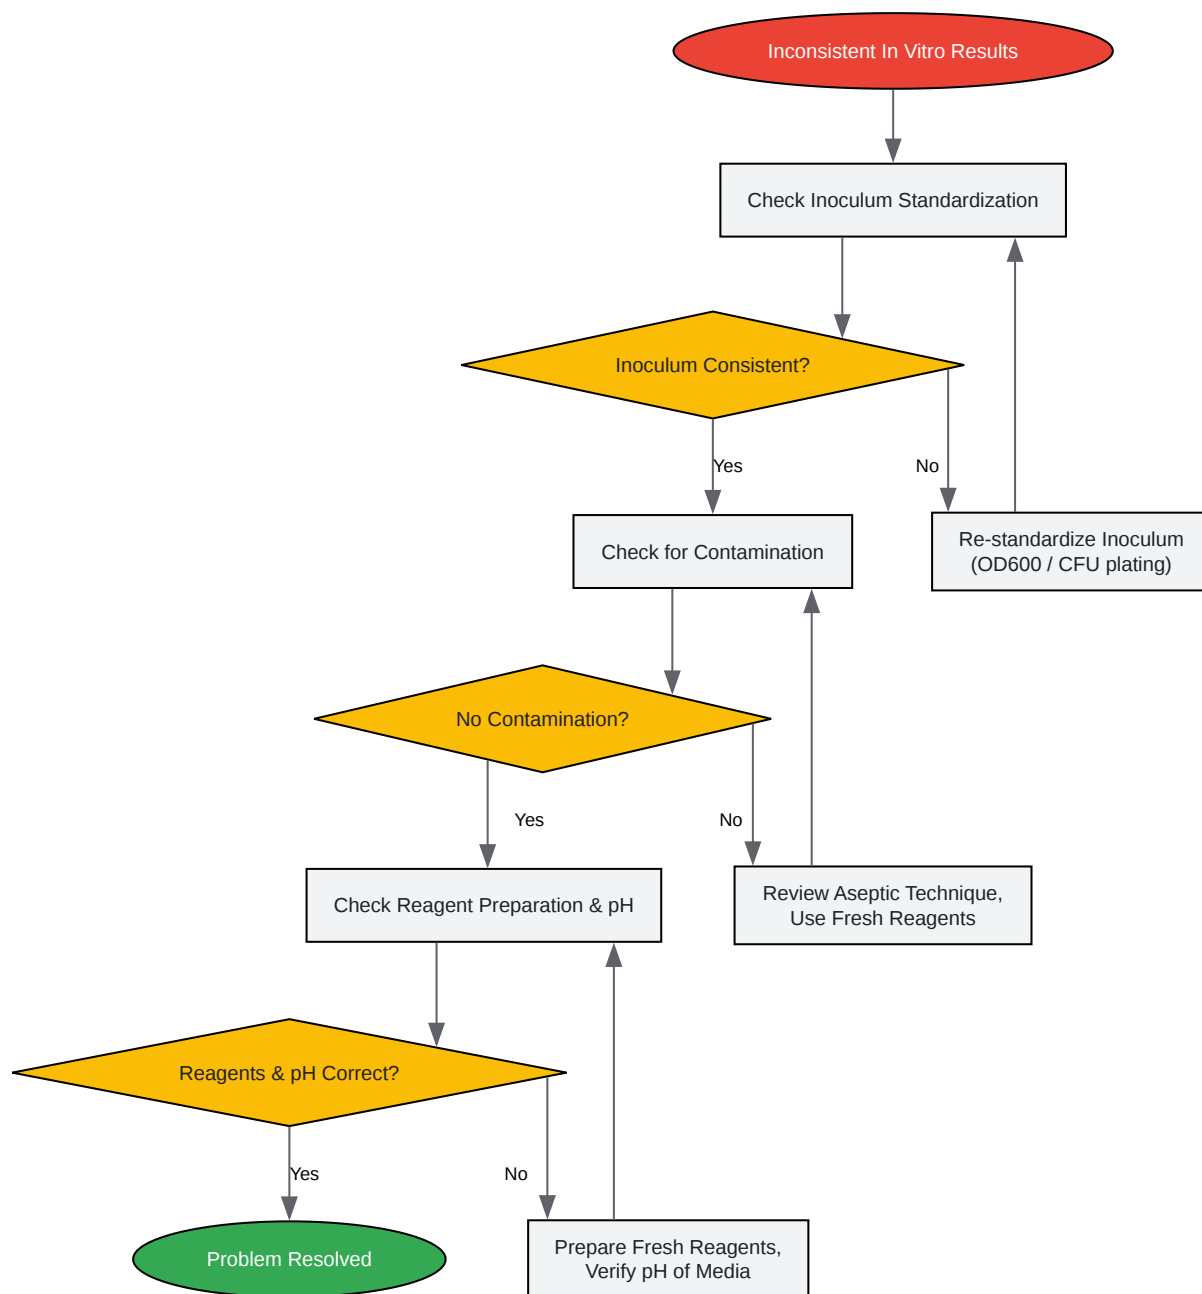 Inconsistent In Vitro Results
Check Inoculum Standardization
Inoculum Consistent?
Yes
No
Check for Contamination
Re-standardize Inoculum
(OD600 / CFU plating)
No Contamination?
Yes
No
Check Reagent Preparation & pH
Review Aseptic Technique,
Use Fresh Reagents
Reagents & pH Correct?
Yes
No
Problem Resolved
Prepare Fresh Reagents,
Verify pH of Media